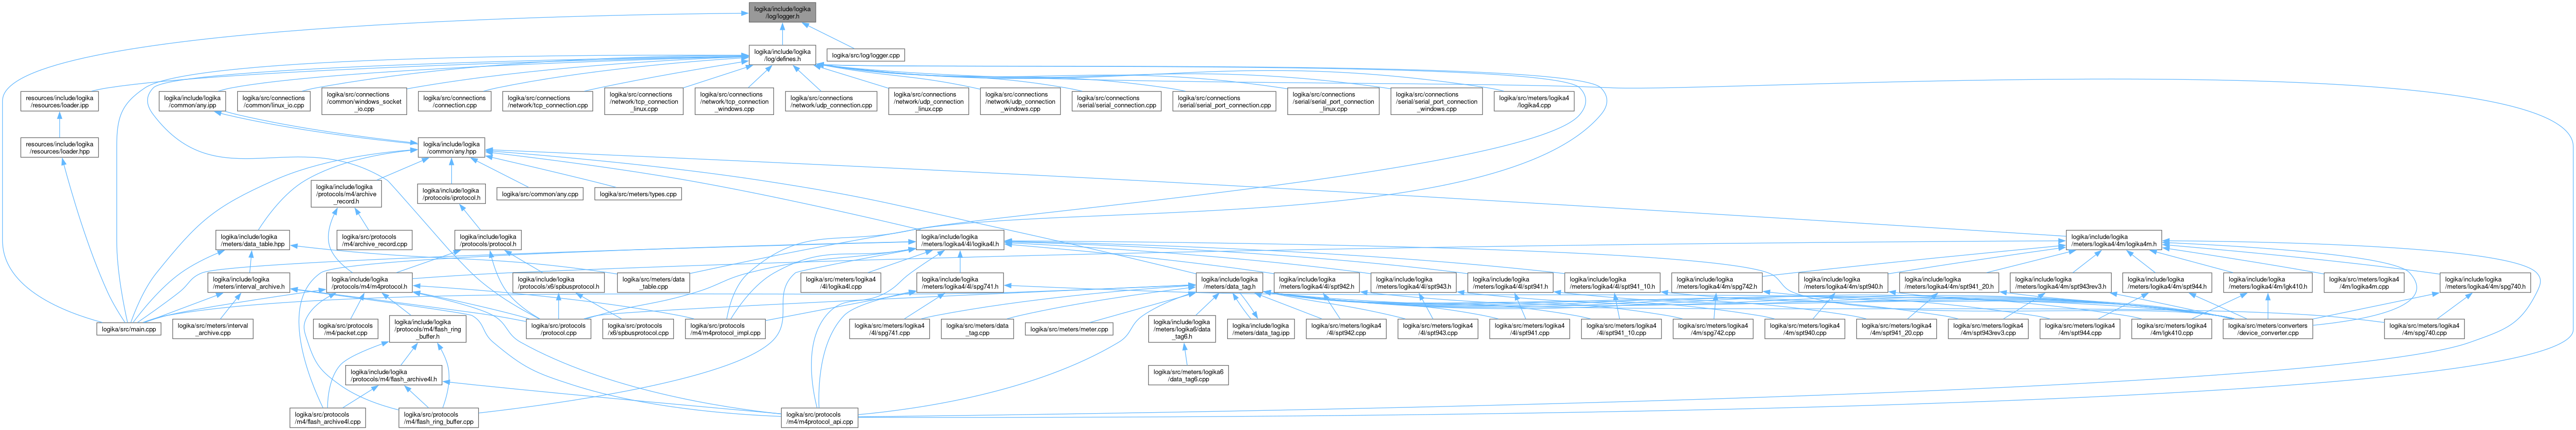 logika/include/logika
/log/logger.h
logika/include/logika
/log/defines.h
logika/src/log/logger.cpp
resources/include/logika
/resources/loader.ipp
logika/include/logika
/common/any.ipp
logika/src/connections
/common/linux_io.cpp
logika/src/connections
/common/windows_socket
_io.cpp
logika/src/connections
/connection.cpp
logika/src/connections
/network/tcp_connection.cpp
logika/src/connections
/network/tcp_connection
_linux.cpp
logika/src/connections
/network/tcp_connection
_windows.cpp
logika/src/connections
/network/udp_connection.cpp
logika/src/connections
/network/udp_connection
_linux.cpp
logika/src/connections
/network/udp_connection
_windows.cpp
logika/src/connections
/serial/serial_connection.cpp
logika/src/connections
/serial/serial_port_connection.cpp
logika/src/connections
/serial/serial_port_connection
_linux.cpp
logika/src/connections
/serial/serial_port_connection
_windows.cpp
logika/src/meters/logika4
/logika4.cpp
resources/include/logika
/resources/loader.hpp
logika/include/logika
/common/any.hpp
logika/include/logika
/protocols/m4/archive
_record.h
logika/include/logika
/protocols/iprotocol.h
logika/src/common/any.cpp
logika/src/meters/types.cpp
logika/include/logika
/meters/data_table.hpp
logika/src/protocols
/m4/archive_record.cpp
logika/include/logika
/protocols/protocol.h
logika/include/logika
/meters/logika4/4l/logika4l.h
logika/include/logika
/meters/logika4/4m/logika4m.h
logika/include/logika
/meters/interval_archive.h
logika/include/logika
/protocols/m4/m4protocol.h
logika/include/logika
/protocols/x6/spbusprotocol.h
logika/src/meters/data
_table.cpp
logika/src/meters/logika4
/4l/logika4l.cpp
logika/include/logika
/meters/logika4/4l/spg741.h
logika/include/logika
/meters/data_tag.h
logika/include/logika
/meters/logika4/4l/spt942.h
logika/include/logika
/meters/logika4/4l/spt943.h
logika/include/logika
/meters/logika4/4l/spt941.h
logika/include/logika
/meters/logika4/4l/spt941_10.h
logika/include/logika
/meters/logika4/4m/spg742.h
logika/include/logika
/meters/logika4/4m/spt940.h
logika/include/logika
/meters/logika4/4m/spt941_20.h
logika/include/logika
/meters/logika4/4m/spt943rev3.h
logika/include/logika
/meters/logika4/4m/spt944.h
logika/include/logika
/meters/logika4/4m/lgk410.h
logika/src/meters/logika4
/4m/logika4m.cpp
logika/include/logika
/meters/logika4/4m/spg740.h
logika/src/main.cpp
logika/src/meters/interval
_archive.cpp
logika/src/protocols
/m4/packet.cpp
logika/include/logika
/protocols/m4/flash_ring
_buffer.h
logika/src/protocols
/protocol.cpp
logika/src/protocols
/x6/spbusprotocol.cpp
logika/src/protocols
/m4/m4protocol_impl.cpp
logika/src/meters/logika4
/4l/spg741.cpp
logika/src/meters/data
_tag.cpp
logika/src/meters/meter.cpp
logika/include/logika
/meters/logika6/data
_tag6.h
logika/include/logika
/meters/data_tag.ipp
logika/src/meters/logika4
/4l/spt942.cpp
logika/src/meters/logika4
/4l/spt943.cpp
logika/src/meters/logika4
/4l/spt941.cpp
logika/src/meters/logika4
/4l/spt941_10.cpp
logika/src/meters/logika4
/4m/spg742.cpp
logika/src/meters/logika4
/4m/spt940.cpp
logika/src/meters/logika4
/4m/spt941_20.cpp
logika/src/meters/logika4
/4m/spt943rev3.cpp
logika/src/meters/logika4
/4m/spt944.cpp
logika/src/meters/logika4
/4m/lgk410.cpp
logika/src/meters/converters
/device_converter.cpp
logika/src/meters/logika4
/4m/spg740.cpp
logika/include/logika
/protocols/m4/flash_archive4l.h
logika/src/meters/logika6
/data_tag6.cpp
logika/src/protocols
/m4/flash_archive4l.cpp
logika/src/protocols
/m4/flash_ring_buffer.cpp
logika/src/protocols
/m4/m4protocol_api.cpp